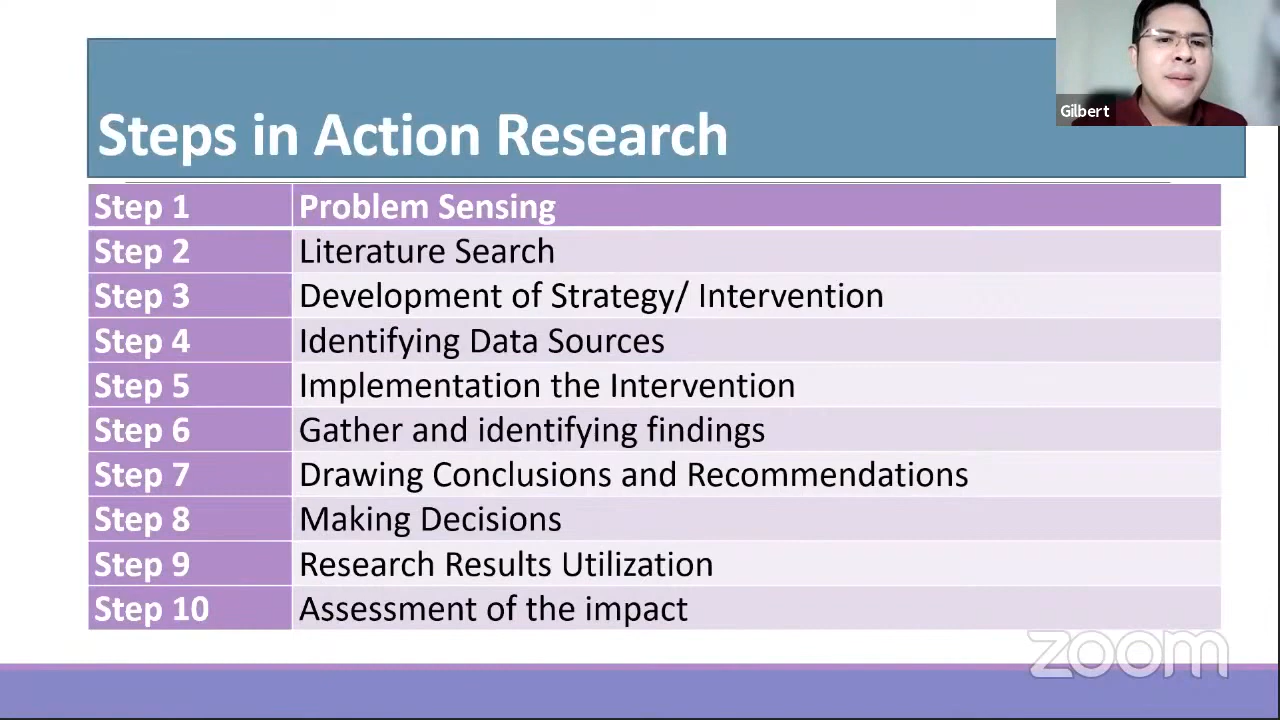 Gilbert
Steps in Action Research
Step 1 Problem Sensing
Step 2 Literature Search
Step 3 Development of Strategy/ Intervention
Step 4 Identifying Data Sources
Step 5 Implementation the Intervention
Step 6 Gather and identifying findings
Step 7 Drawing Conclusions and Recommendations
Step 8 Making Decisions
Step 9 Research Results Utilization
Step 10 Assessment of the impact
zoom